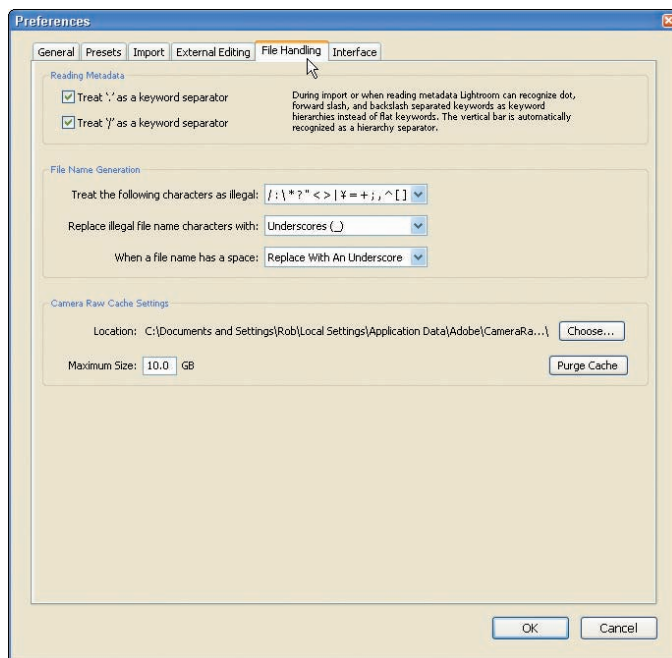 Preferences
General Presets Import External Editing File Handling Interface
Reading Metadata
Treat '.' as a keyword separator
Treat '/' as a keyword separator
During import or when reading metadata Lightroom can recognize dot,
forward slash, and backslash separated keywords as keyword
hierarchies instead of flat keywords. The vertical bar is automatically
recognized as a hierarchy separator.
File Name Generation
Treat the following characters as illegal: /:\*?"<>|¥=+;,^[]
Replace illegal file name characters with: Underscores (_)
When a file name has a space: Replace With An Underscore
Camera Raw Cache Settings
Location: C:\Documents and Settings\Rob\Local Settings\Application Data\Adobe\CameraRa...\ Choose...
Maximum Size: 10.0 GB Purge Cache
OK Cancel